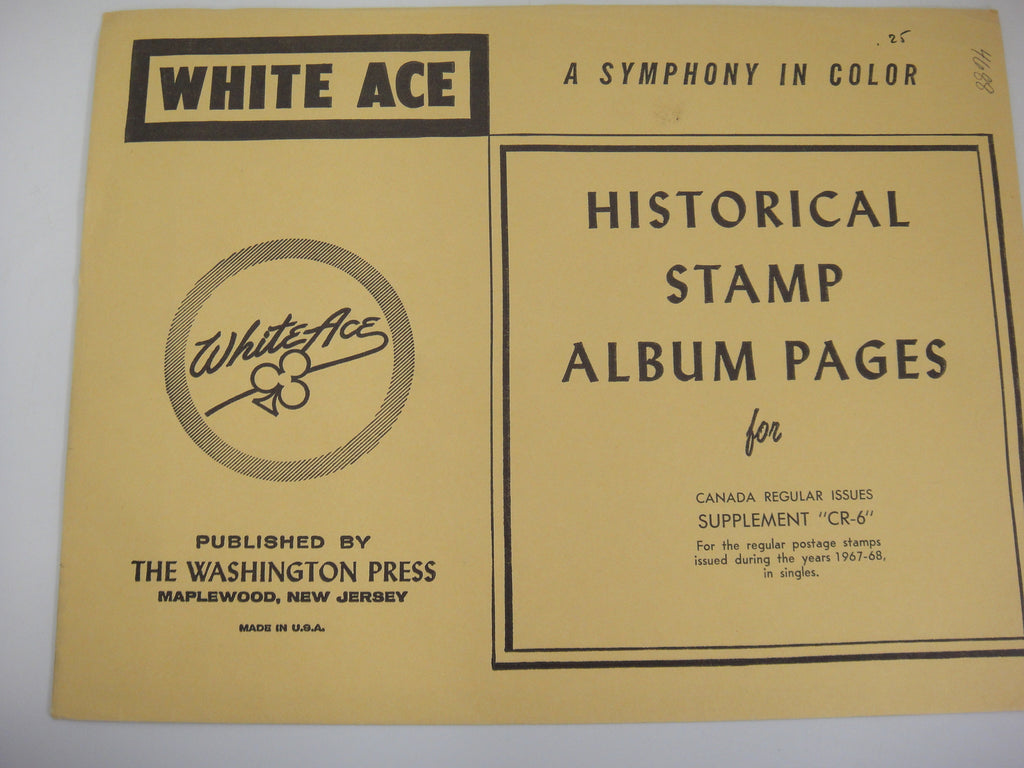 WHITE ACE
A SYMPHONY IN COLOR
.25
White Ace
PUBLISHED BY
THE WASHINGTON PRESS
MAPLEWOOD, NEW JERSEY
MADE IN U.S.A.
HISTORICAL
STAMP
ALBUM PAGES
for
CANADA REGULAR ISSUES
SUPPLEMENT "CR-6"
For the regular postage stamps
issued during the years 1967-68,
in singles.